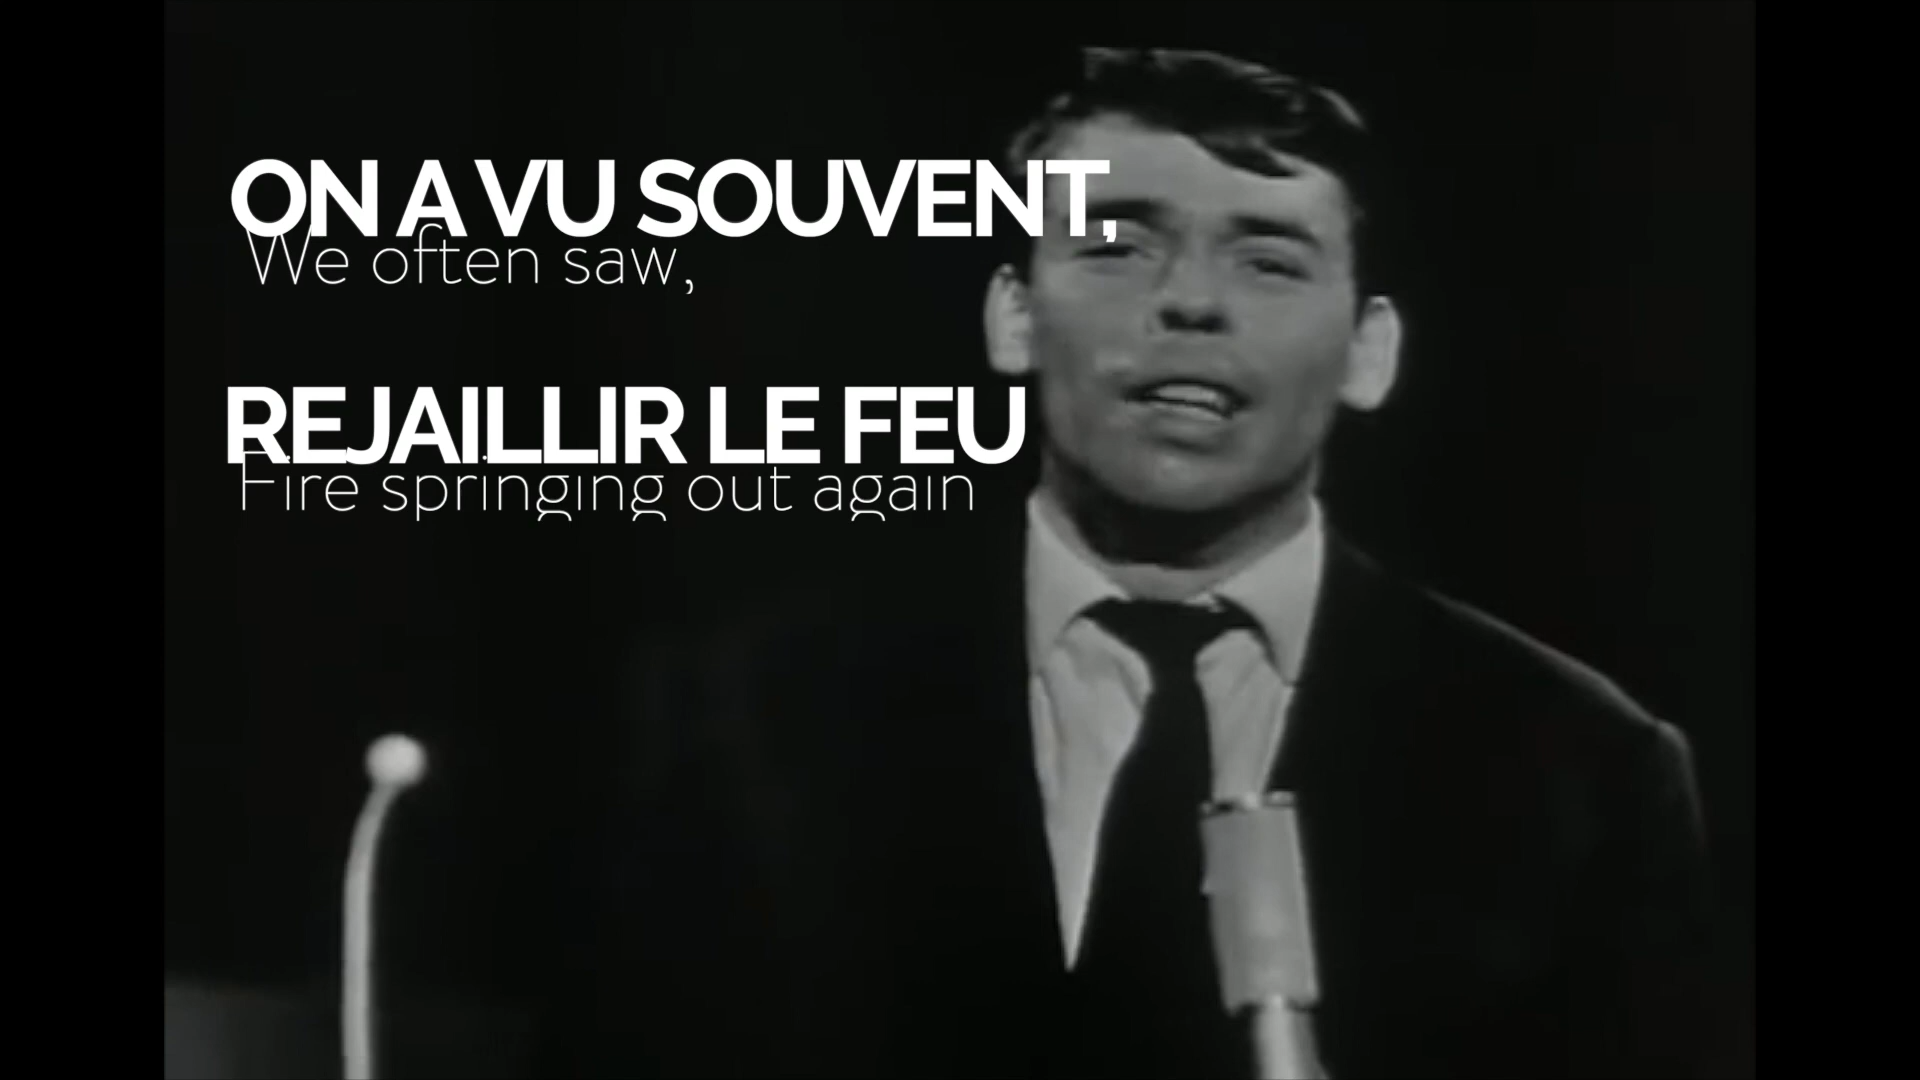 ON A VU SOUVENT,
We often saw,
REJAILLIR LE FEU
Fire springing out again